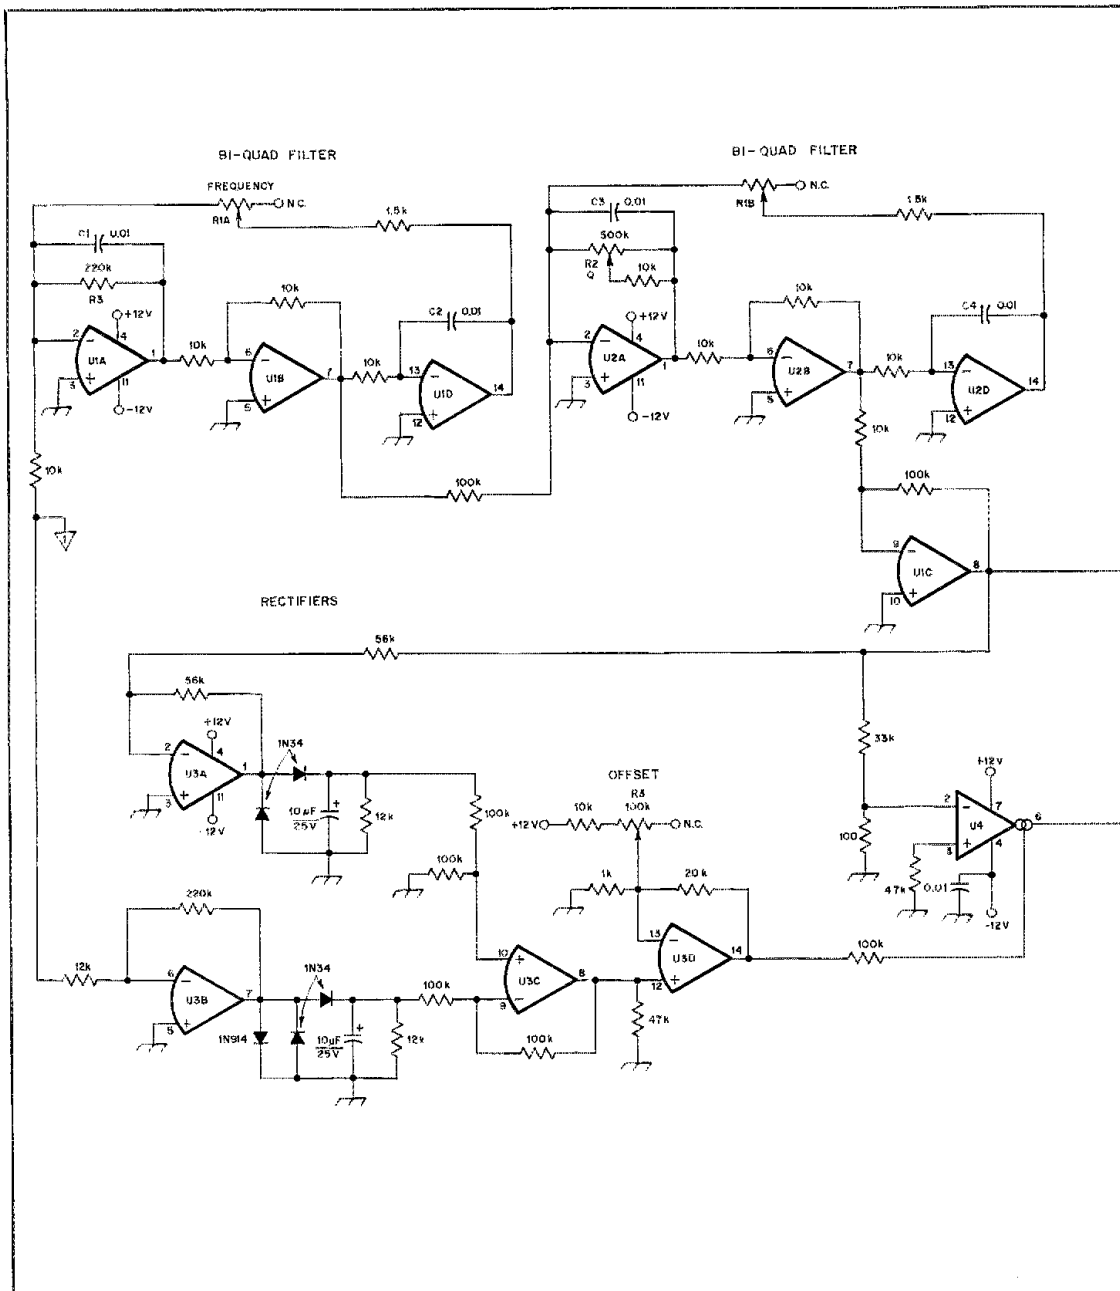 BI-QUAD FILTER
BI-QUAD FILTER
FREQUENCY
N.C.
R1A
1.5k
C1 0.01
220k
R3
+12V
2
4
U1A
1
3
11
-12V
10k
10k
6
U1B
7
5
10k
C2 0.01
13
U1D
14
12
10k
100k
N.C.
R1B
1.5k
C3 0.01
500k
R2
Q
10k
+12V
2
4
U2A
1
3
11
-12V
10k
10k
6
U2B
7
5
10k
C4 0.01
13
U2D
14
12
10k
100k
9
U1C
8
10
1
RECTIFIERS
56k
56k
+12V
2
4
U3A
1
3
11
-12V
1N34
10µF
25V
12k
100k
100k
OFFSET
R3
100k
10k
+12V
N.C.
1k
20k
13
U3D
14
12
33k
100
+12V
2
7
U4
6
3
4
47k
0.01
-12V
100k
220k
12k
6
U3B
7
5
1N914
1N34
10µF
25V
12k
100k
10
U3C
8
9
100k
47k